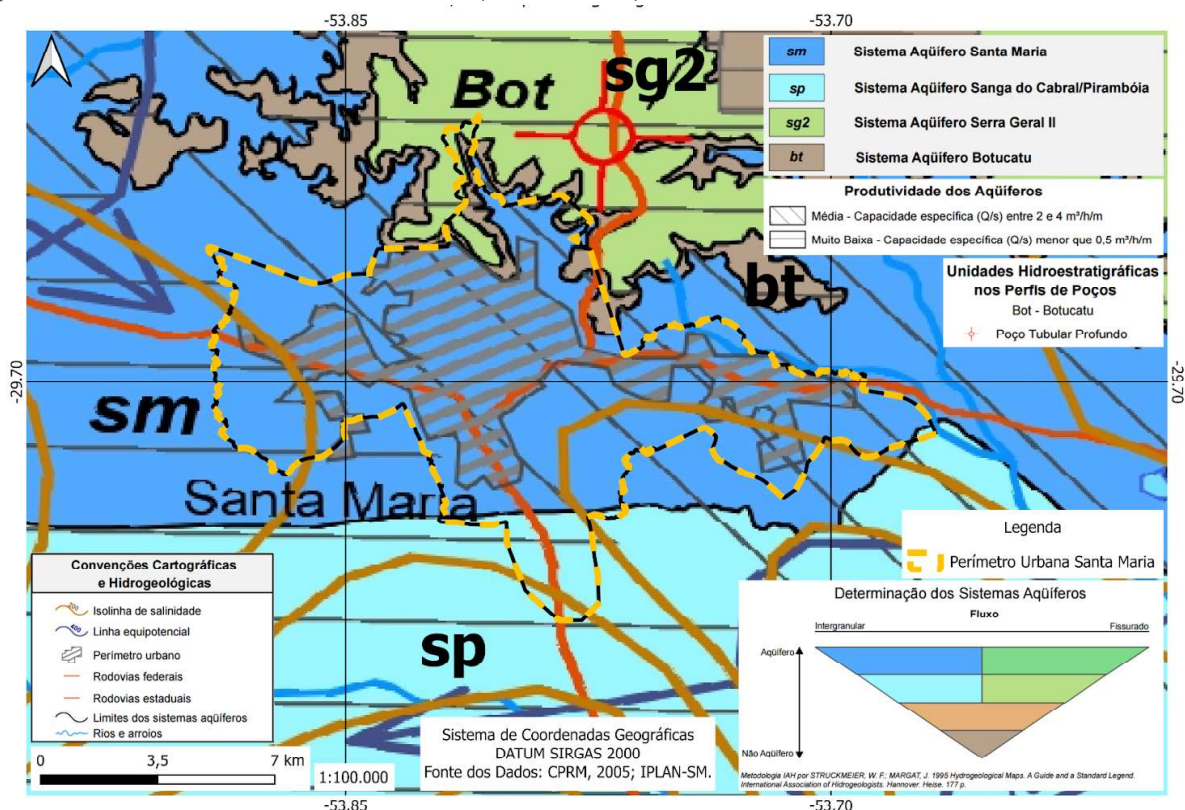 -53.85
-53.70
sm Sistema Aqüífero Santa Maria
sp Sistema Aqüífero Sanga do Cabral/Pirambóia
sg2 Sistema Aqüífero Serra Geral II
bt Sistema Aqüífero Botucatu
Produtividade dos Aqüíferos
Média - Capacidade específica (Q/s) entre 2 e 4 m³/h/m
Muito Baixa - Capacidade específica (Q/s) menor que 0,5 m³/h/m
Unidades Hidroestratigráficas
nos Perfis de Poços
Bot - Botucatu
Poço Tubular Profundo
Bot
sg2
bt
-29.70
-29.70
sm
Santa Maria
sp
Legenda
Perímetro Urbana Santa Maria
Convenções Cartográficas
e Hidrogeológicas
Isolinha de salinidade
400
Linha equipotencial
Perímetro urbano
Rodovias federais
Rodovias estaduais
Limites dos sistemas aqüíferos
Rios e arroios
Determinação dos Sistemas Aqüíferos
Fluxo
Intergranular
Fissurado
Aqüífero
Não Aqüífero
Metodologia IAH por STRUCKMEIER, W. F.; MARGAT, J. 1995 Hydrogeological Maps. A Guide and a Standard Legend.
International Association of Hidrogeologists. Hannover. Heise. 177 p.
Sistema de Coordenadas Geográficas
DATUM SIRGAS 2000
Fonte dos Dados: CPRM, 2005; IPLAN-SM.
0
3,5
7 km
1:100.000
-53.85
-53.70